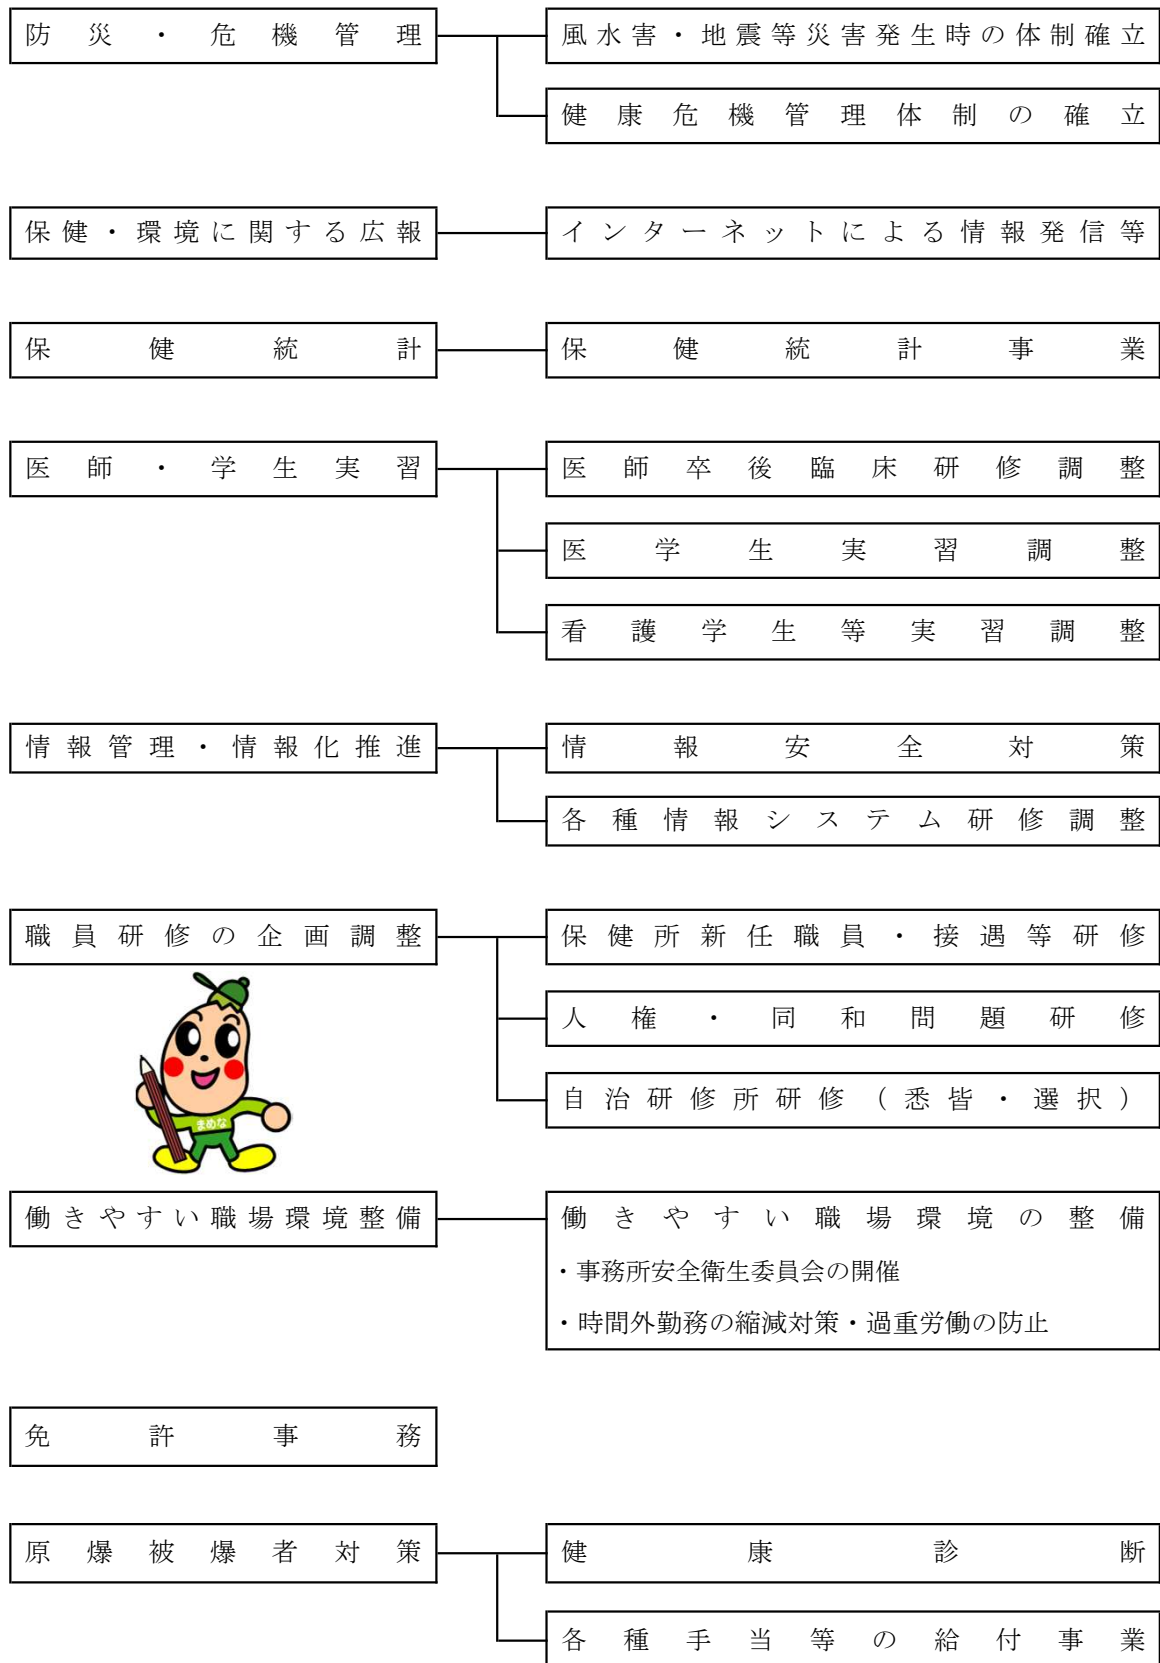 防災・危機管理
風水害・地震等災害発生時の体制確立
健康危機管理体制の確立
保健・環境に関する広報
インターネットによる情報発信等
保健統計
保健統計事業
医師・学生実習
医師卒後臨床研修調整
医学生実習調整
看護学生等実習調整
情報管理・情報化推進
情報安全対策
各種情報システム研修調整
職員研修の企画調整
保健所新任職員・接遇等研修
人権・同和問題研修
自治研修所研修（悉皆・選択）
まめな
働きやすい職場環境整備
働きやすい職場環境の整備
・事務所安全衛生委員会の開催
・時間外勤務の縮減対策・過重労働の防止
免許事務
原爆被爆者対策
健康診断
各種手当等の給付事業